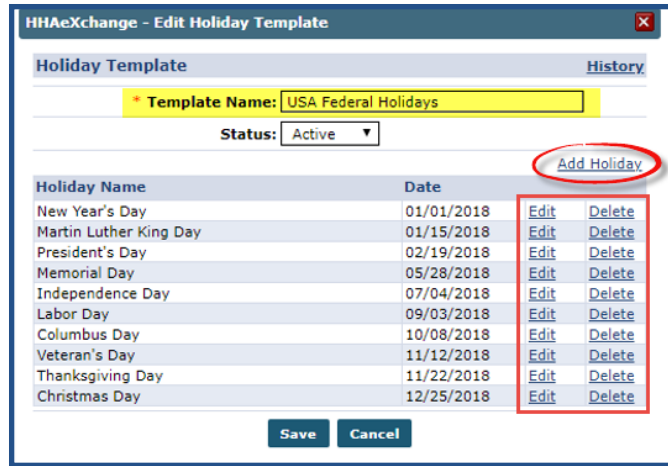 HHAeXchange - Edit Holiday Template
Holiday Template History
* Template Name: USA Federal Holidays
Status: Active
Add Holiday
Holiday Name Date
New Year's Day 01/01/2018 Edit Delete
Martin Luther King Day 01/15/2018 Edit Delete
President's Day 02/19/2018 Edit Delete
Memorial Day 05/28/2018 Edit Delete
Independence Day 07/04/2018 Edit Delete
Labor Day 09/03/2018 Edit Delete
Columbus Day 10/08/2018 Edit Delete
Veteran's Day 11/12/2018 Edit Delete
Thanksgiving Day 11/22/2018 Edit Delete
Christmas Day 12/25/2018 Edit Delete
Save Cancel